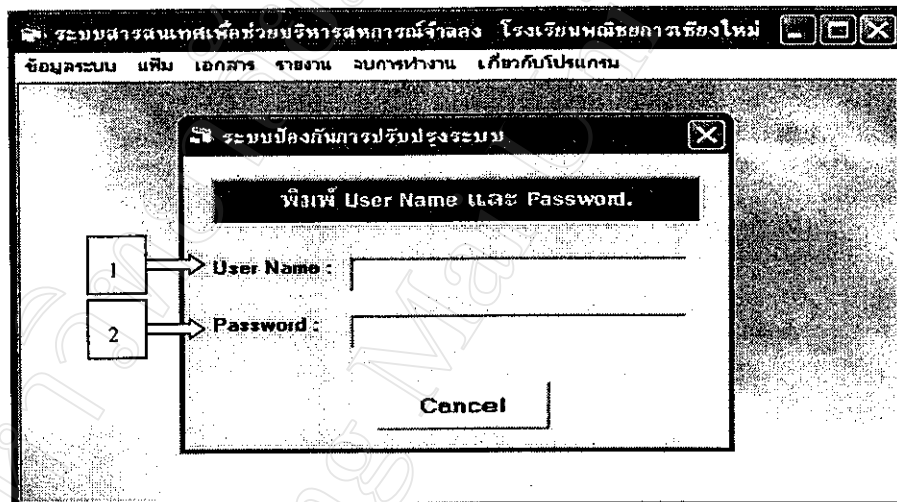 ระบบสารสนเทศเพื่อช่วยบริหารสหการณ์จำลอง โรงเรียนพณิชยการเชียงใหม่
ข้อมูลระบบ แฟ้ม เอกสาร รายงาน จบการทำงาน เกี่ยวกับโปรแกรม
ระบบป้องกันการปรับปรุงระบบ
พิมพ์ User Name และ Password.
1
User Name :
2
Password :
Cancel